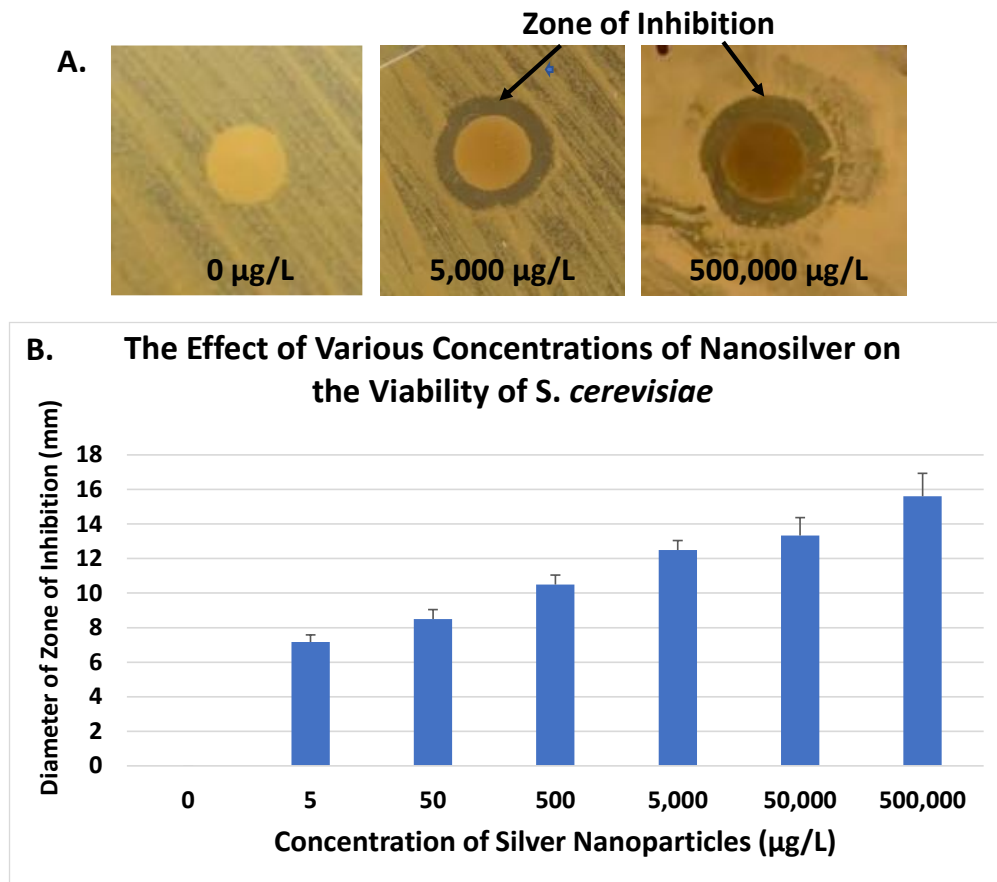 Zone of Inhibition
A.
0 µg/L
5,000 µg/L
500,000 µg/L
B.
The Effect of Various Concentrations of Nanosilver on
the Viability of S. cerevisiae
Diameter of Zone of Inhibition (mm)
18
16
14
12
10
8
6
4
2
0
0 5 50 500 5,000 50,000 500,000
Concentration of Silver Nanoparticles (µg/L)